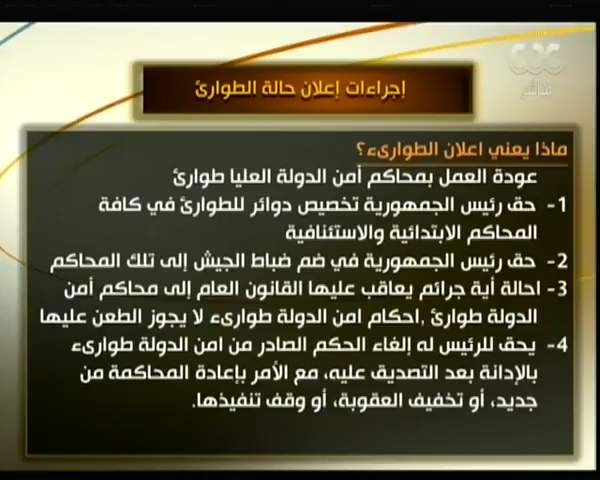 cbc
مباشر
إجراءات إعلان حالة الطوارئ
ماذا يعني اعلان الطوارىء؟
عودة العمل بمحاكم أمن الدولة العليا طوارئ
1- حق رئيس الجمهورية تخصيص دوائر للطوارئ في كافة
المحاكم الابتدائية والاستئنافية
2- حق رئيس الجمهورية في ضم ضباط الجيش إلى تلك المحاكم
3- احالة أية جرائم يعاقب عليها القانون العام إلى محاكم أمن
الدولة طوارئ ,احكام امن الدولة طوارىء لا يجوز الطعن عليها
4- يحق للرئيس له إلغاء الحكم الصادر من امن الدولة طوارىء
بالإدانة بعد التصديق عليه، مع الأمر بإعادة المحاكمة من
جديد، أو تخفيف العقوبة، أو وقف تنفيذها.